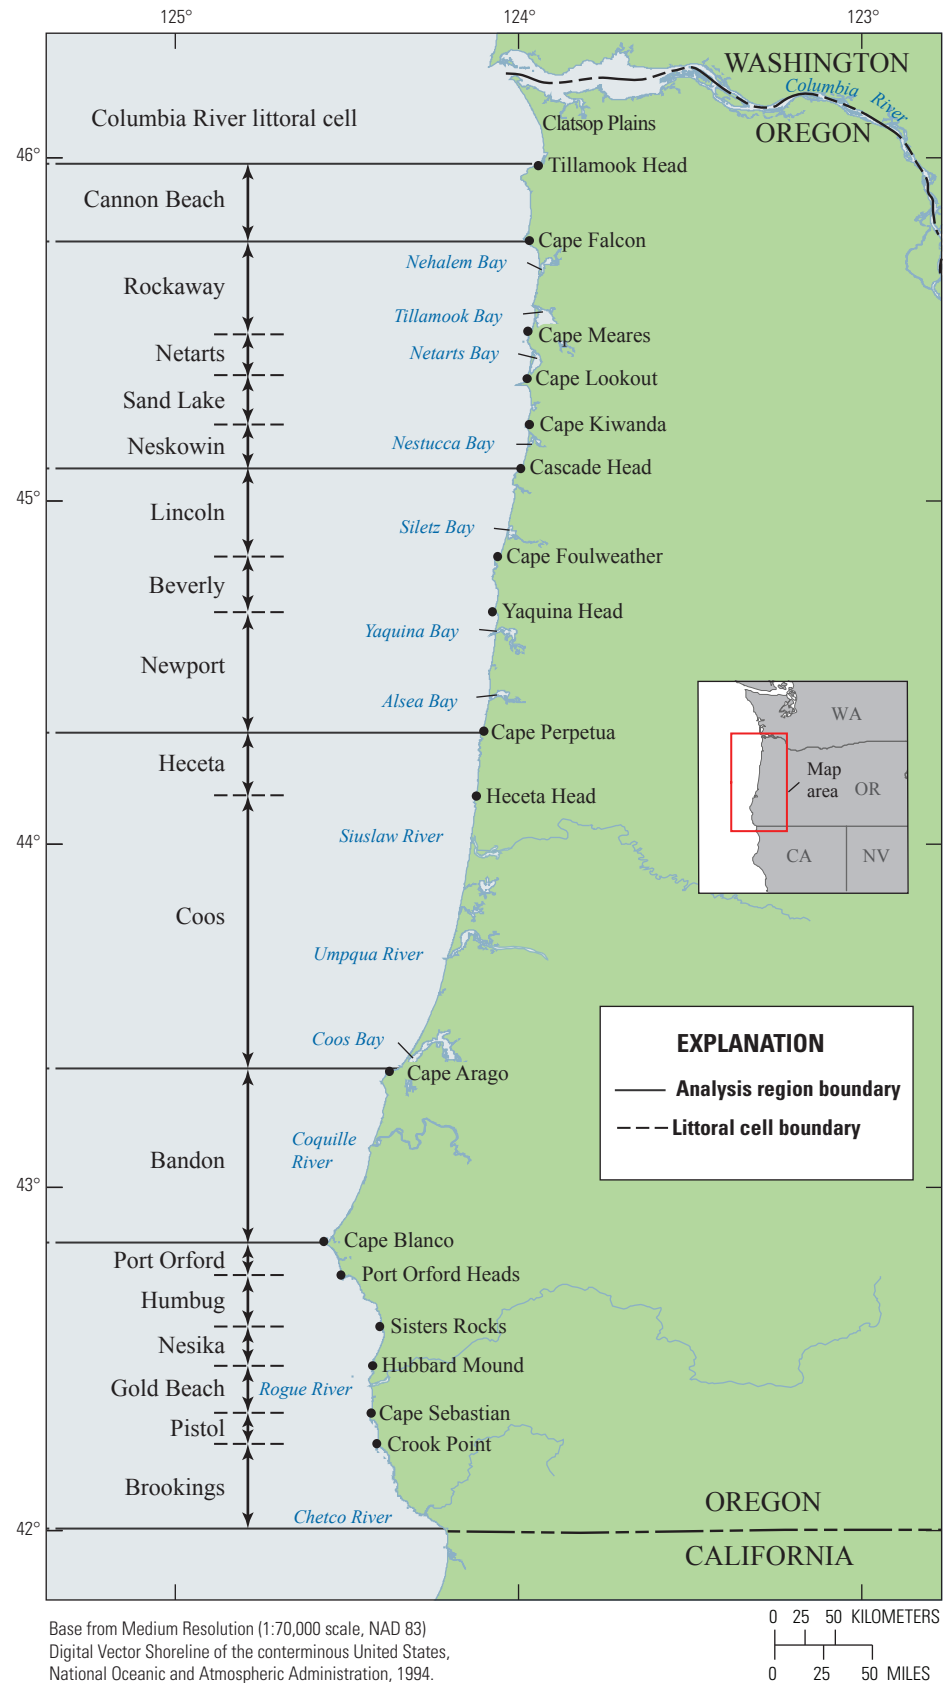 125°
124°
123°
WASHINGTON
Columbia River
OREGON
Columbia River littoral cell
Clatsop Plains
46°
Tillamook Head
Cannon Beach
Cape Falcon
Nehalem Bay
Rockaway
Tillamook Bay
Cape Meares
Netarts
Netarts Bay
Cape Lookout
Sand Lake
Cape Kiwanda
Neskowin
Nestucca Bay
Cascade Head
45°
Lincoln
Siletz Bay
Cape Foulweather
Beverly
Yaquina Head
Yaquina Bay
Newport
Alsea Bay
Cape Perpetua
Heceta
Heceta Head
WA
Map
area
OR
CA
NV
Siuslaw River
44°
Coos
Umpqua River
Coos Bay
Cape Arago
EXPLANATION
Analysis region boundary
Littoral cell boundary
Coquille
River
Bandon
43°
Cape Blanco
Port Orford
Port Orford Heads
Humbug
Sisters Rocks
Nesika
Hubbard Mound
Gold Beach
Rogue River
Cape Sebastian
Pistol
Crook Point
Brookings
Chetco River
OREGON
42°
CALIFORNIA
Base from Medium Resolution (1:70,000 scale, NAD 83)
Digital Vector Shoreline of the conterminous United States,
National Oceanic and Atmospheric Administration, 1994.
0 25 50 KILOMETERS
0 25 50 MILES